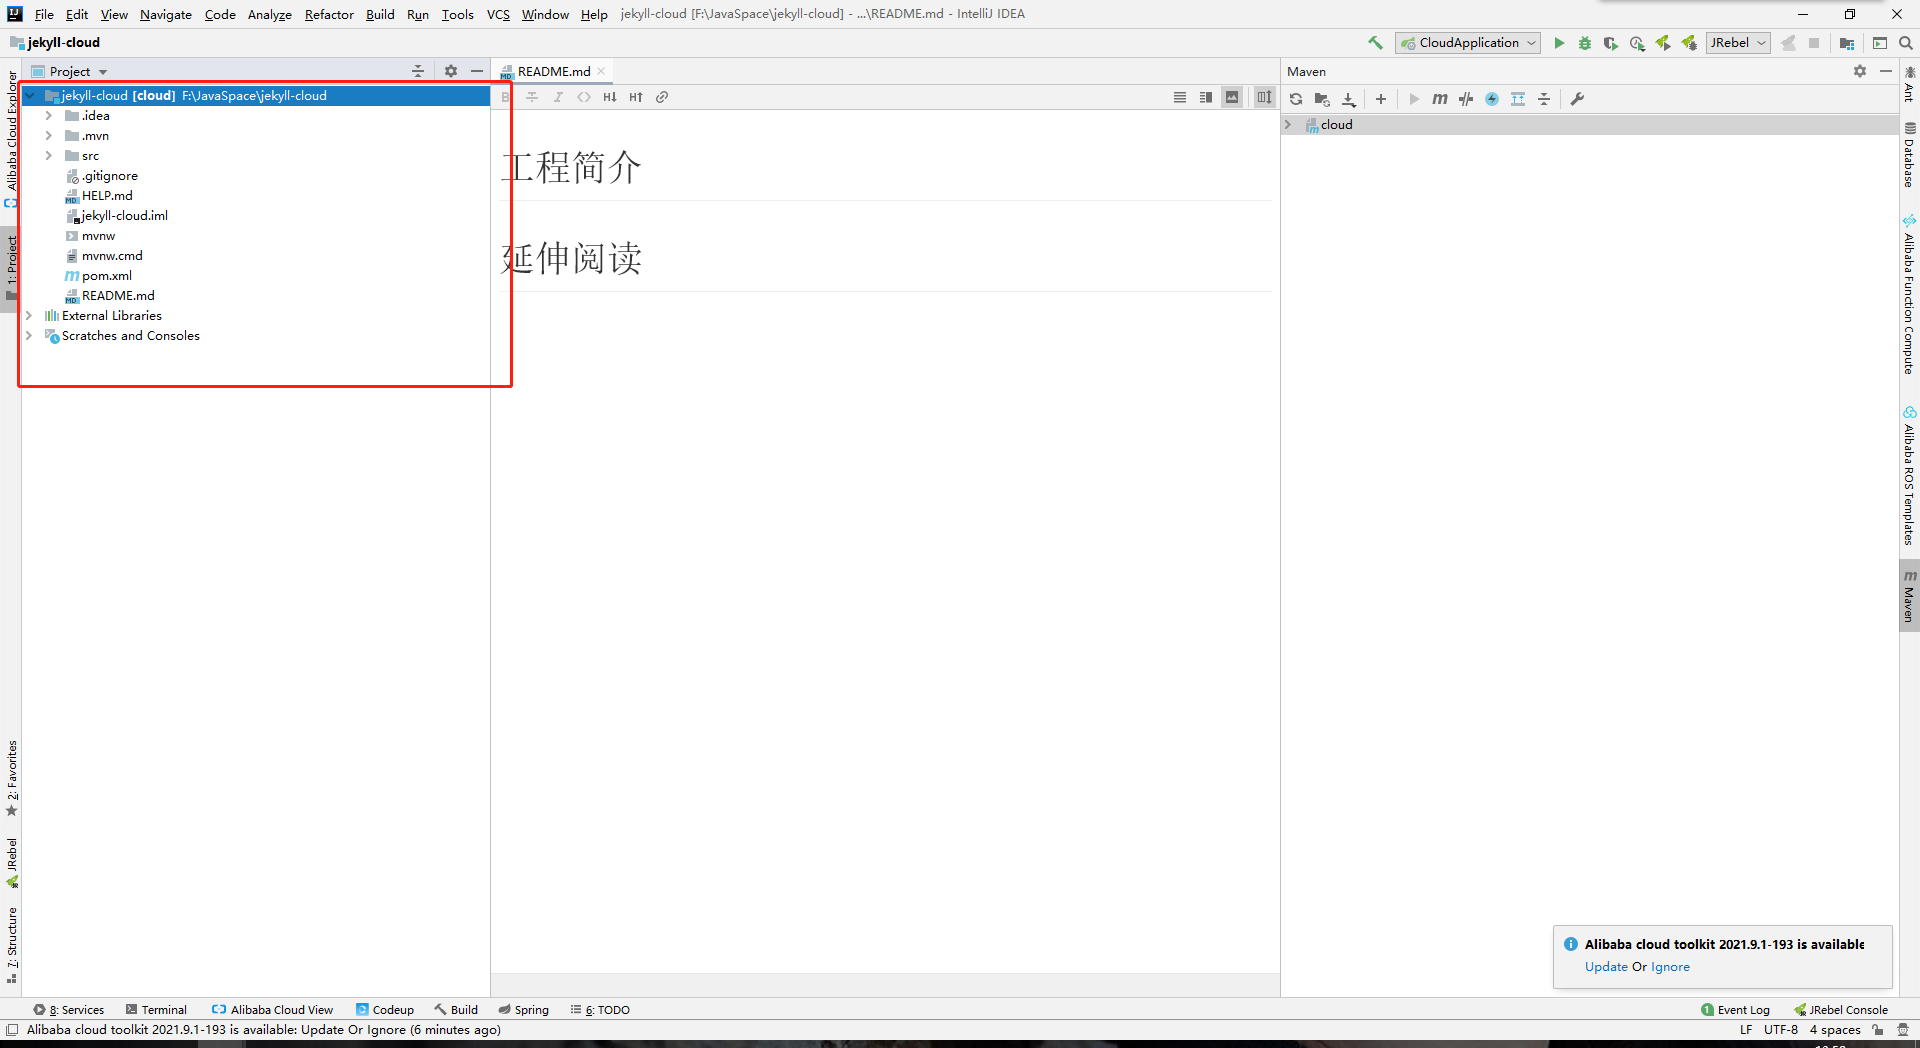 File Edit View Navigate Code Analyze Refactor Build Run Tools VCS Window Help jekyll-cloud [F:\JavaSpace\jekyll-cloud] - ...\README.md - IntelliJ IDEA
jekyll-cloud
CloudApplication
JRebel
Project
README.md
Maven
jekyll-cloud [cloud] F:\JavaSpace\jekyll-cloud
.idea
.mvn
src
.gitignore
HELP.md
jekyll-cloud.iml
mvnw
mvnw.cmd
pom.xml
README.md
External Libraries
Scratches and Consoles
工程简介
延伸阅读
cloud
Alibaba Cloud Explorer
1: Project
2: Favorites
JRebel
7: Structure
Ant
Database
Alibaba Function Compute
Alibaba ROS Templates
Maven
Alibaba cloud toolkit 2021.9.1-193 is available
Update Or Ignore
8: Services
Terminal
Alibaba Cloud View
Codeup
Build
Spring
6: TODO
1 Event Log
JRebel Console
Alibaba cloud toolkit 2021.9.1-193 is available: Update Or Ignore (6 minutes ago)
LF UTF-8 4 spaces